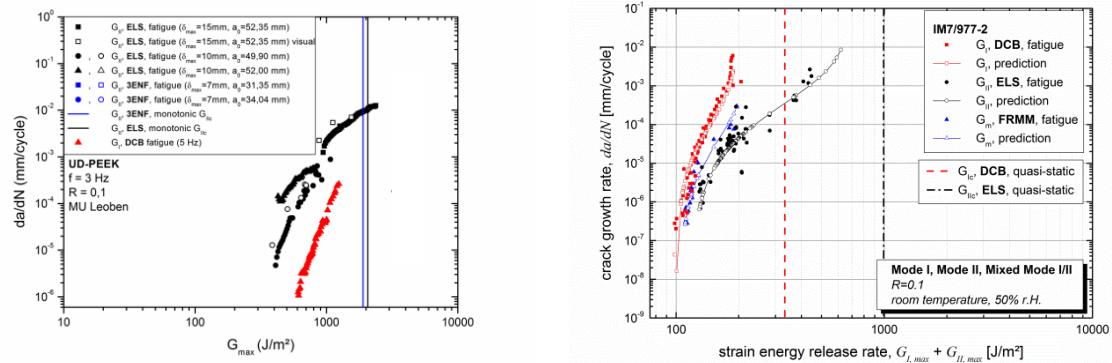 10⁰
10⁻¹
10⁻²
10⁻³
10⁻⁴
10⁻⁵
10⁻⁶
da/dN (mm/cycle)
G_II, ELS, fatigue (δ_max=15mm, a_0=52,35 mm)
G_II, ELS, fatigue (δ_max=15mm, a_0=52,35 mm) visual
, G_II, ELS, fatigue (δ_max=10mm, a_0=49,90 mm)
, G_II, ELS, fatigue (δ_max=10mm, a_0=52,00 mm)
, G_II, 3ENF, fatigue (δ_max=7mm, a_0=31,35 mm)
, G_II, 3ENF, fatigue (δ_max=7mm, a_0=34,04 mm)
G_II, 3ENF, monotonic G_IIc
G_II, ELS, monotonic G_IIc
G_I, DCB fatigue (5 Hz)
UD-PEEK
f = 3 Hz
R = 0,1
MU Leoben
10
100
1000
10000
G_max (J/m²)
10⁻¹
10⁻²
10⁻³
10⁻⁴
10⁻⁵
10⁻⁶
10⁻⁷
10⁻⁸
10⁻⁹
crack growth rate, da/dN [mm/cycle]
IM7/977-2
G_I, DCB, fatigue
G_I, prediction
G_II, ELS, fatigue
G_II, prediction
G_m, FRMM, fatigue
G_m, prediction
G_Ic, DCB, quasi-static
G_IIc, ELS, quasi-static
Mode I, Mode II, Mixed Mode I/II
R=0.1
room temperature, 50% r.H.
100
1000
10000
strain energy release rate, G_I, max + G_II, max [J/m²]